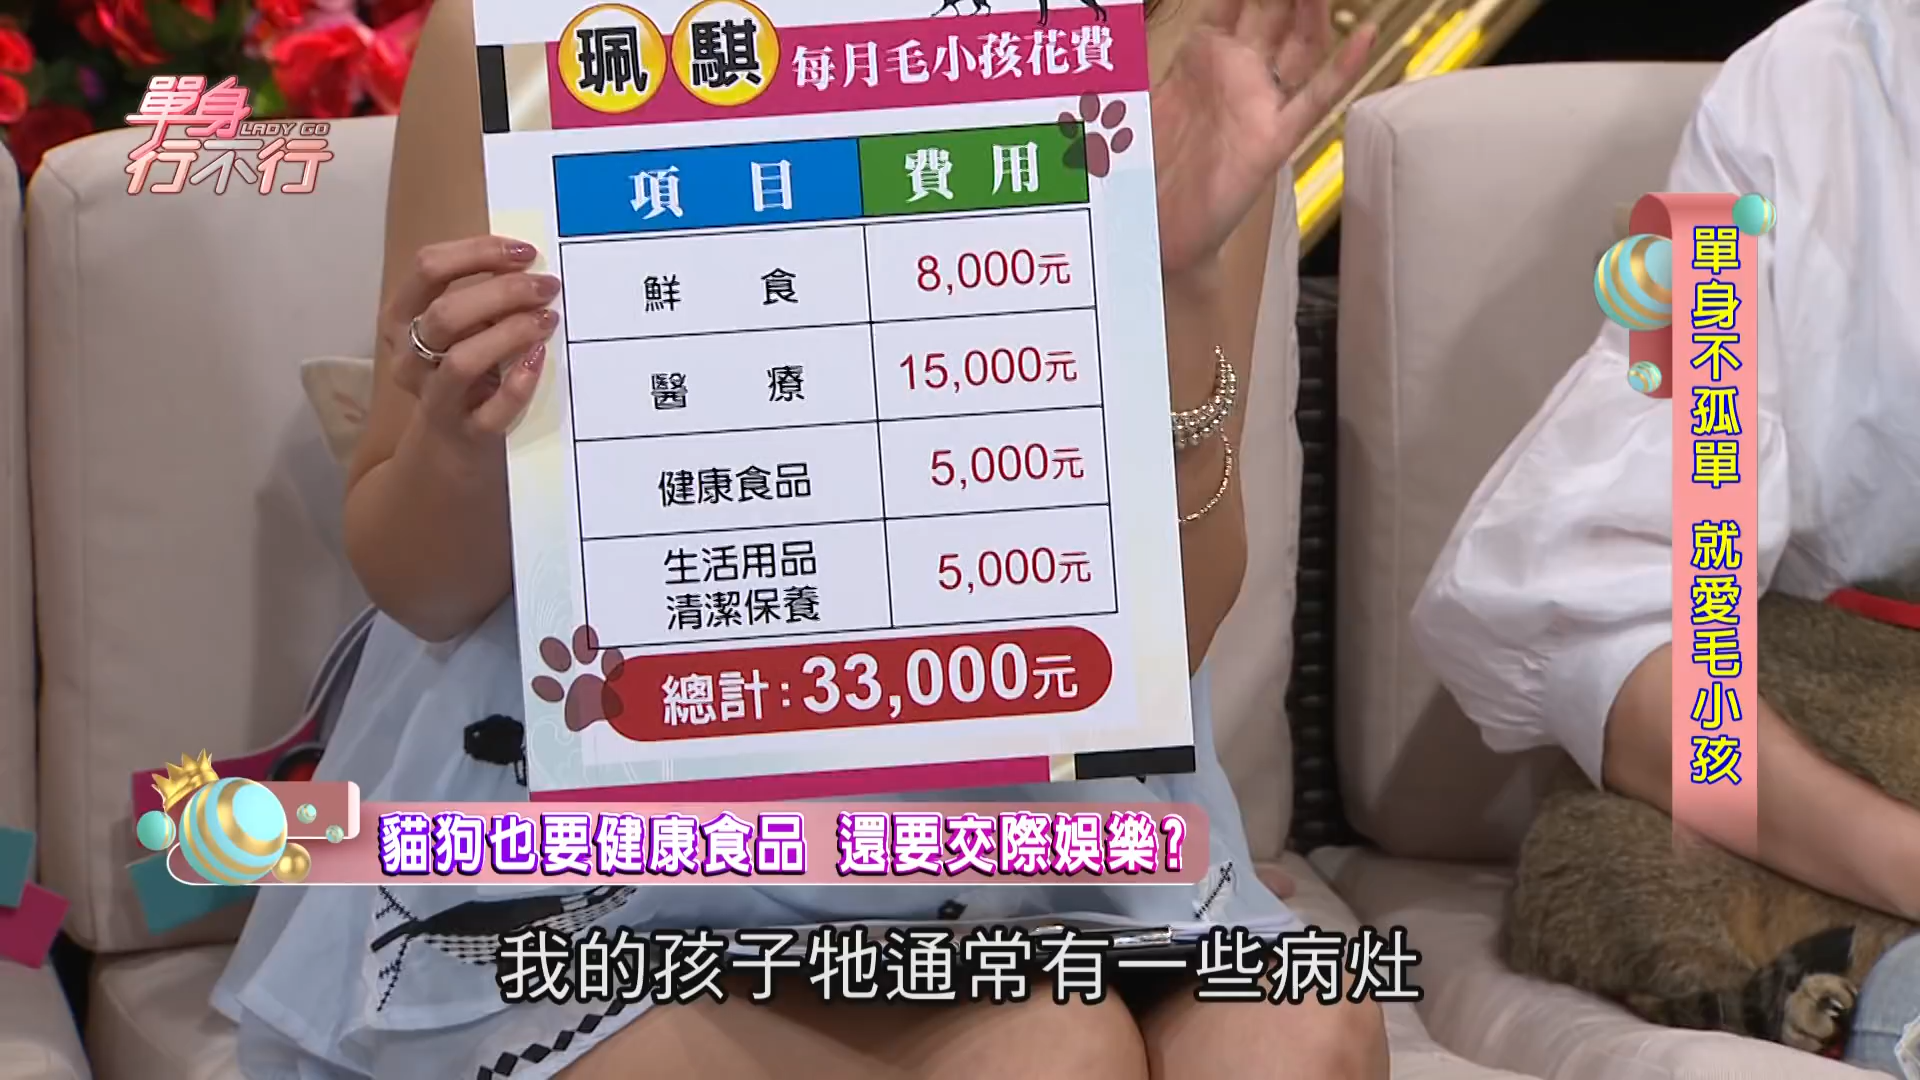 珮騏 每月毛小孩花費
單身
LADY GO
行不行
項目 費用
鮮食 8,000元
醫療 15,000元
健康食品 5,000元
生活用品
清潔保養 5,000元
總計:33,000元
單身不孤單 就愛毛小孩
貓狗也要健康食品 還要交際娛樂?
我的孩子牠通常有一些病灶